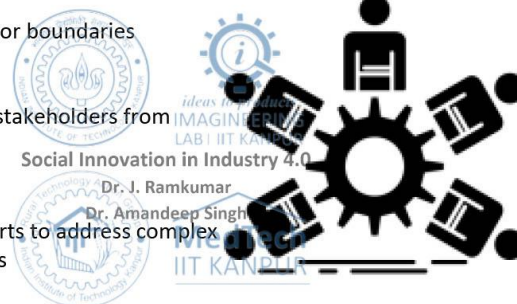 or boundaries
ideas to product
stakeholders from
IMAGINEERING
LAB | IIT KANPUR
Social Innovation in Industry 4.0
Dr. J. Ramkumar
Dr. Amandeep Singh
rts to address complex
s
MedTech
IIT KANPUR